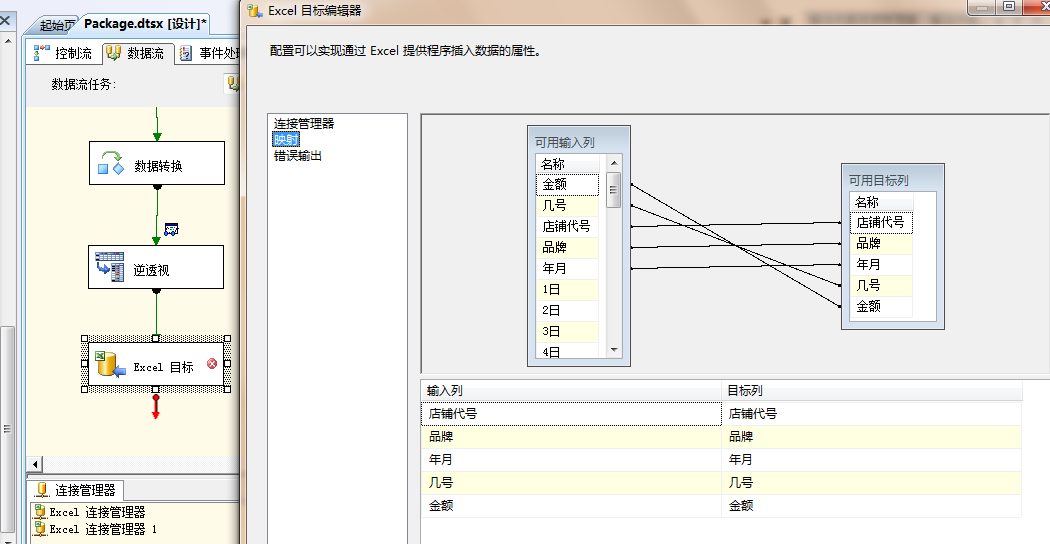 起始页
Package.dtsx [设计]*
控制流
数据流
事件处
数据流任务:
数据转换
逆透视
Excel 目标
连接管理器
Excel 连接管理器
Excel 连接管理器 1
Excel 目标编辑器
配置可以实现通过 Excel 提供程序插入数据的属性。
连接管理器
映射
错误输出
可用输入列
名称
金额
几号
店铺代号
品牌
年月
1日
2日
3日
4日
可用目标列
名称
店铺代号
品牌
年月
几号
金额
输入列 目标列
店铺代号 店铺代号
品牌 品牌
年月 年月
几号 几号
金额 金额